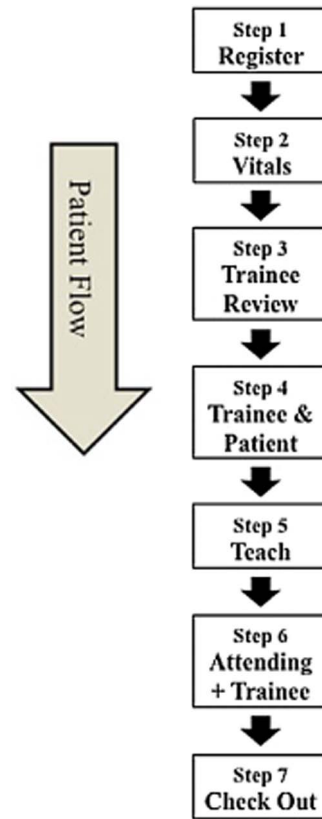 Patient Flow
Step 1
Register
Step 2
Vitals
Step 3
Trainee
Review
Step 4
Trainee &
Patient
Step 5
Teach
Step 6
Attending
+ Trainee
Step 7
Check Out